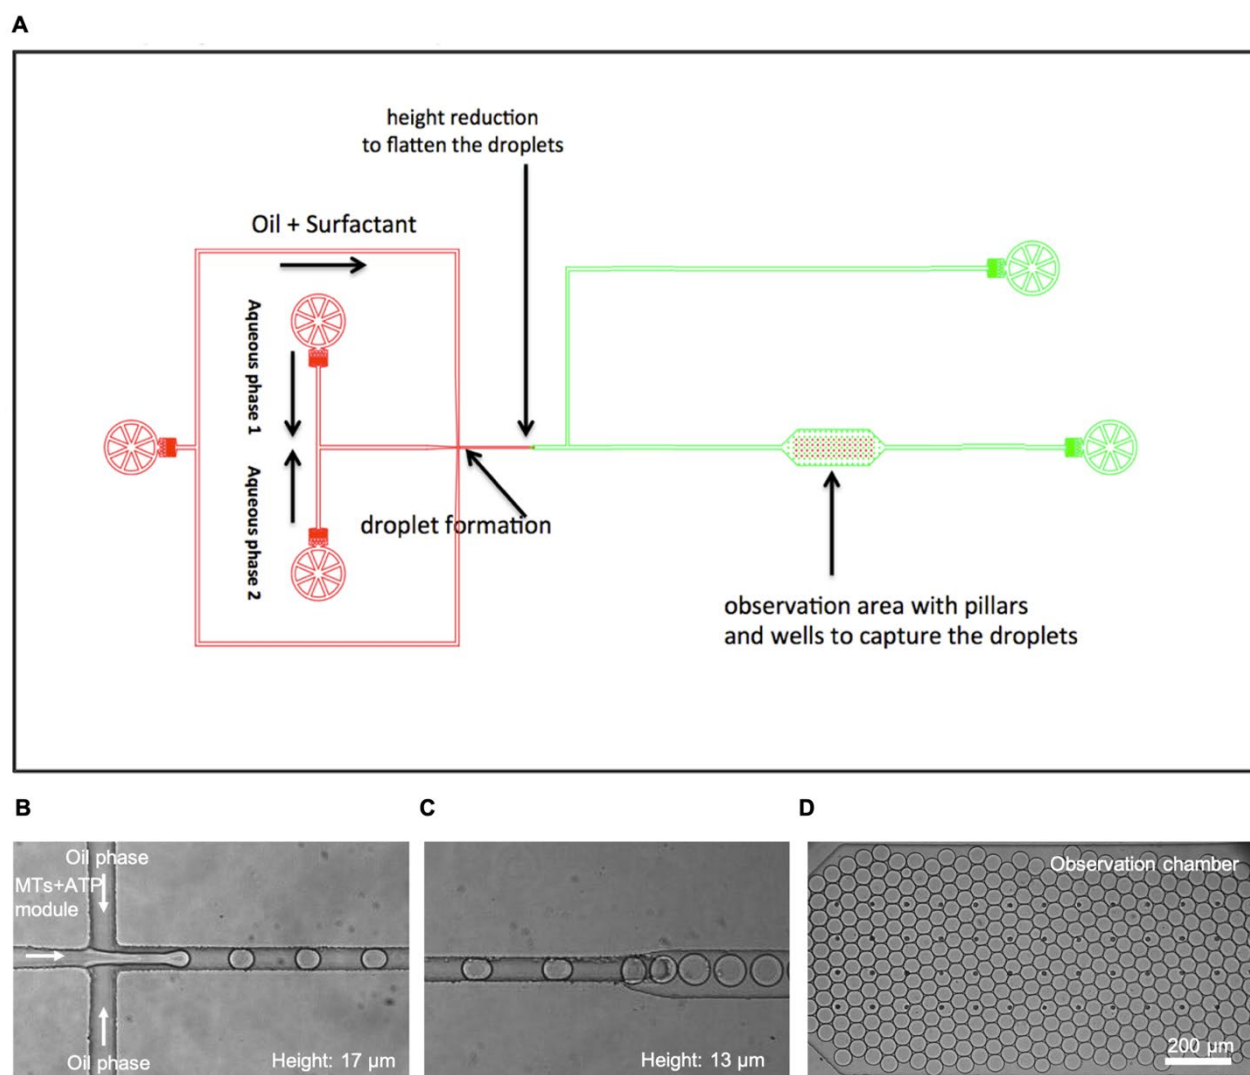 A
height reduction
to flatten the droplets
Oil + Surfactant
Aqueous phase 1
Aqueous phase 2
droplet formation
observation area with pillars
and wells to capture the droplets
B
Oil phase
MTs+ATP
module
Oil phase
Height: 17 µm
C
Height: 13 µm
D
Observation chamber
200 µm